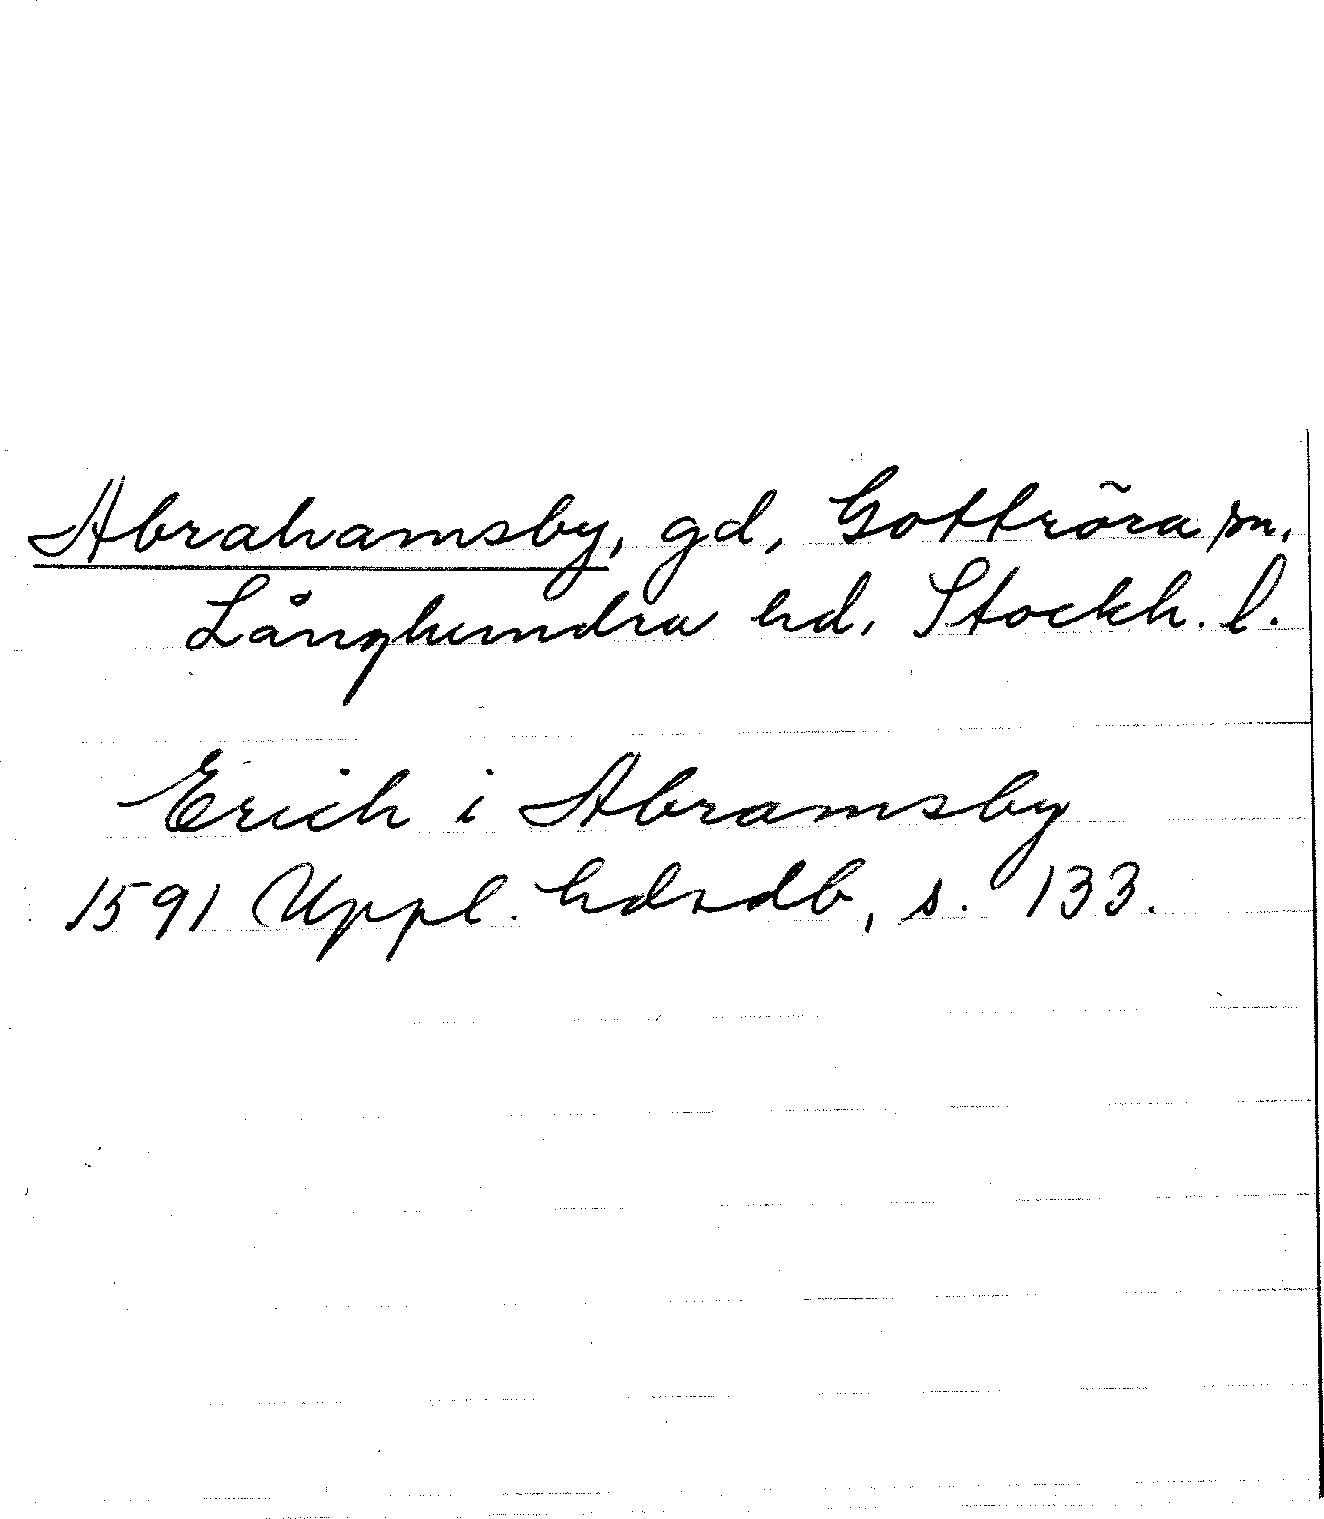 Abrahamsby, gd, Gottröra sn,
Långhundra hd, Stockh. l.
Erich i Abramsby
1591 Uppl. hdsdb, s. 133.